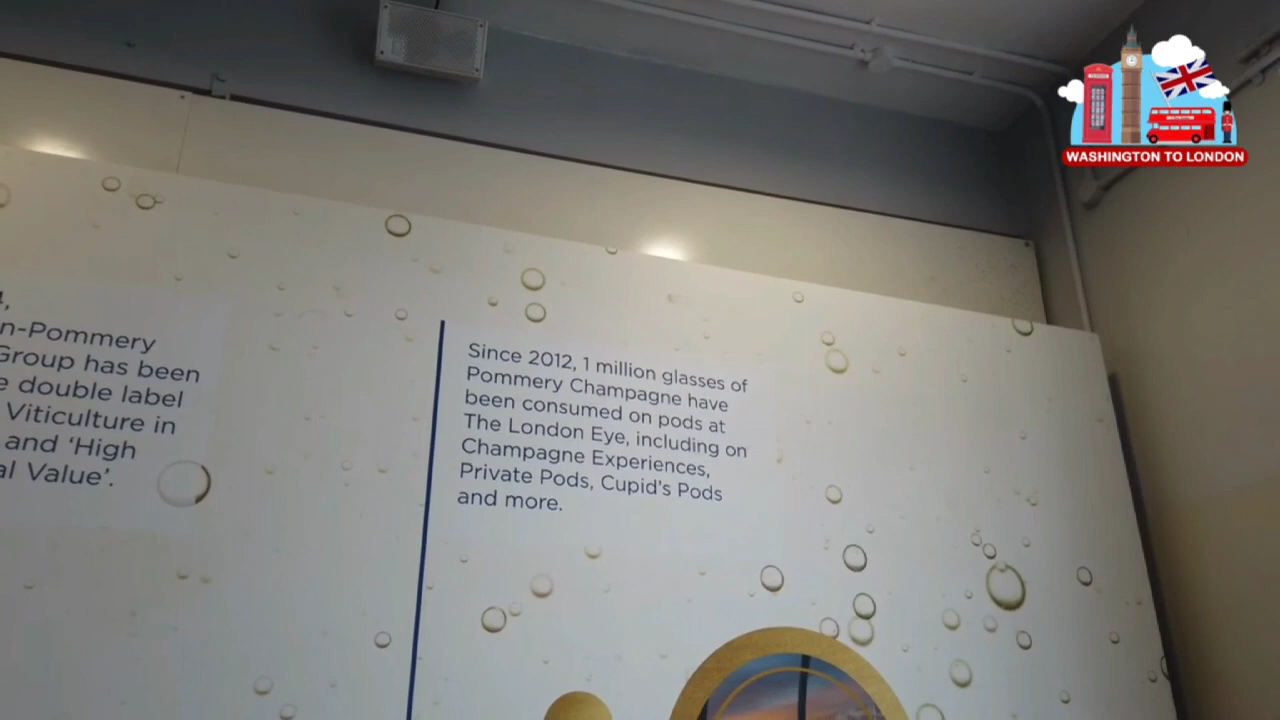 WASHINGTON TO LONDON
4,
n-Pommery
Group has been
e double label
Viticulture in
and ‘High
al Value’.
Since 2012, 1 million glasses of
Pommery Champagne have
been consumed on pods at
The London Eye, including on
Champagne Experiences,
Private Pods, Cupid's Pods
and more.